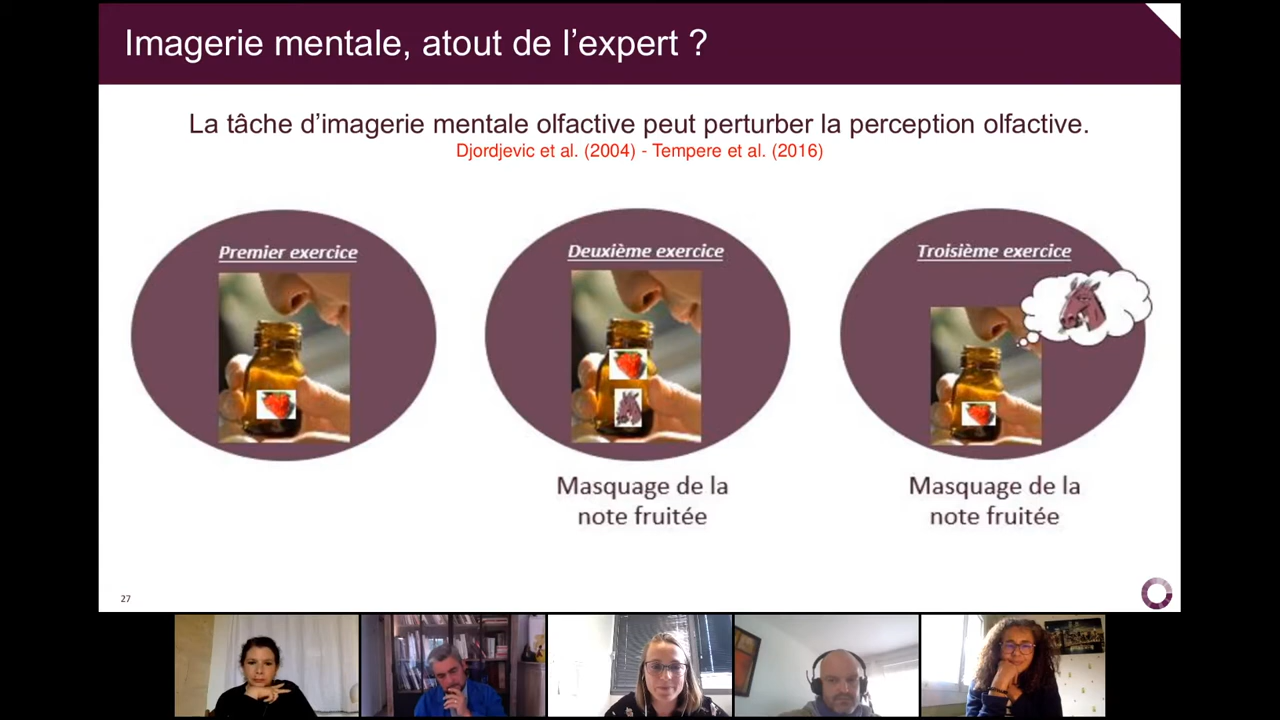 Imagerie mentale, atout de l’expert ?
La tâche d’imagerie mentale olfactive peut perturber la perception olfactive.
Djordjevic et al. (2004) - Tempere et al. (2016)
Premier exercice
Deuxième exercice
Troisième exercice
Masquage de la
note fruitée
Masquage de la
note fruitée
27